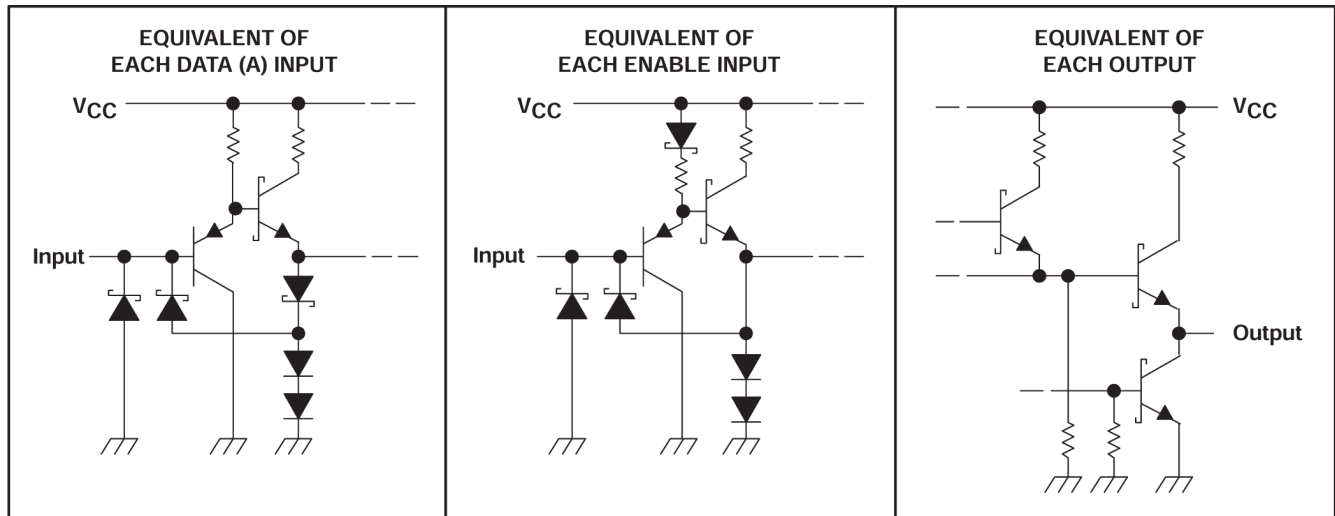 EQUIVALENT OF
EACH DATA (A) INPUT
VCC
Input
EQUIVALENT OF
EACH ENABLE INPUT
VCC
Input
EQUIVALENT OF
EACH OUTPUT
VCC
Output